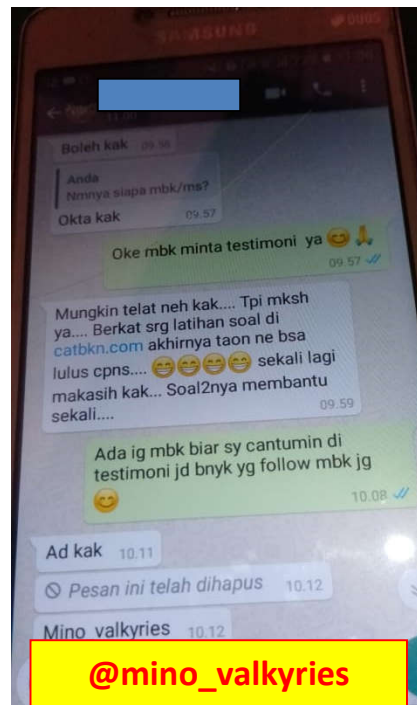 SAMSUNG
11.00
Boleh kak 09.56
Anda
Nmnya siapa mbk/ms?
Okta kak 09.57
Oke mbk minta testimoni ya 😊🙏
09.57
Mungkin telat neh kak.... Tpi mksh
ya.... Berkat srg latihan soal di
catbkn.com akhirnya taon ne bsa
lulus cpns.... 😁😁😁😁 sekali lagi
makasih kak... Soal2nya membantu
sekali....
09.59
Ada ig mbk biar sy cantumin di
testimoni jd bnyk yg follow mbk jg
😊
10.08
Ad kak 10.11
Pesan ini telah dihapus 10.12
Mino_valkyries 10.12
@mino_valkyries